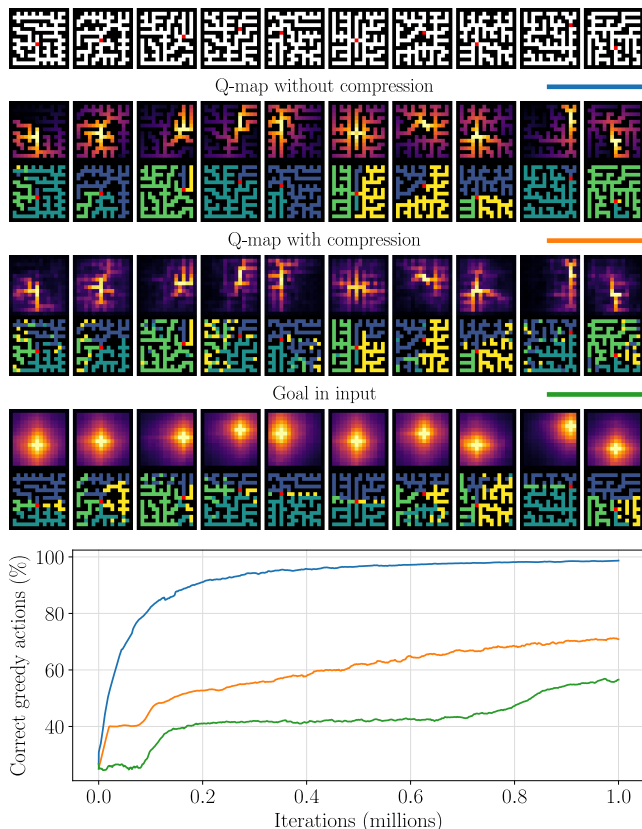 Q-map without compression
Q-map with compression
Goal in input
Correct greedy actions (%)
100
80
60
40
0.0 0.2 0.4 0.6 0.8 1.0
Iterations (millions)